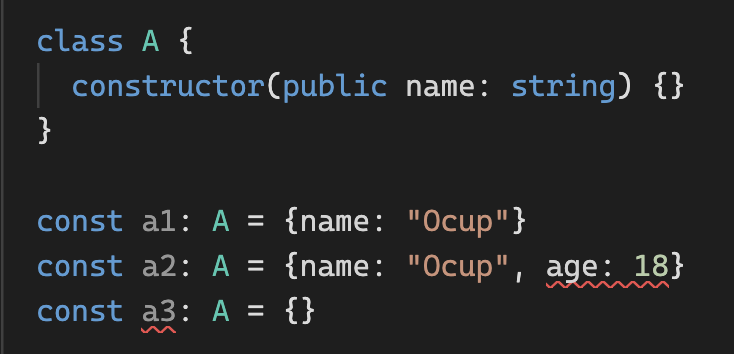 class A {
  constructor(public name: string) {}
}

const a1: A = {name: "Ocup"}
const a2: A = {name: "Ocup", age: 18}
const a3: A = {}